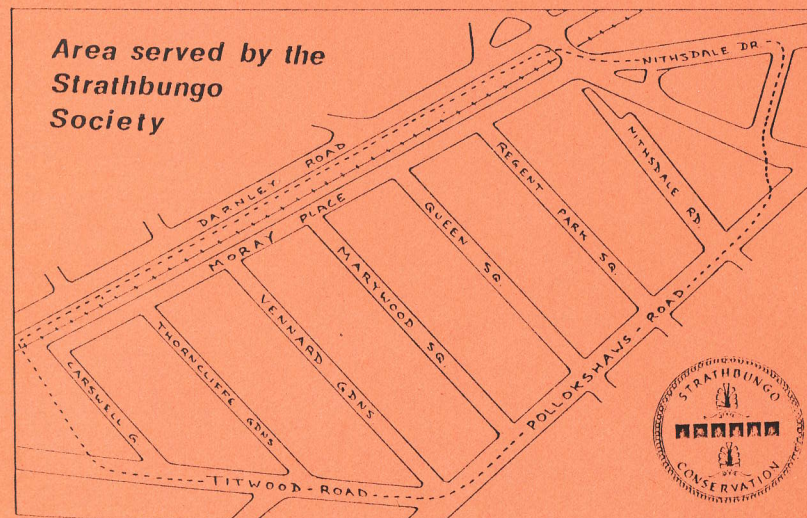 Area served by the
Strathbungo
Society
NITHSDALE DR.
DARNLEY ROAD
MORAY PLACE
NITHSDALE RD.
REGENT PARK SQ.
QUEEN SQ.
MARYWOOD SQ.
VENNARD GDNS
THORNCLIFFE GDNS
CARSWELL G
POLLOKSHAWS-ROAD
TITWOOD-ROAD
STRATHBUNGO
CONSERVATION